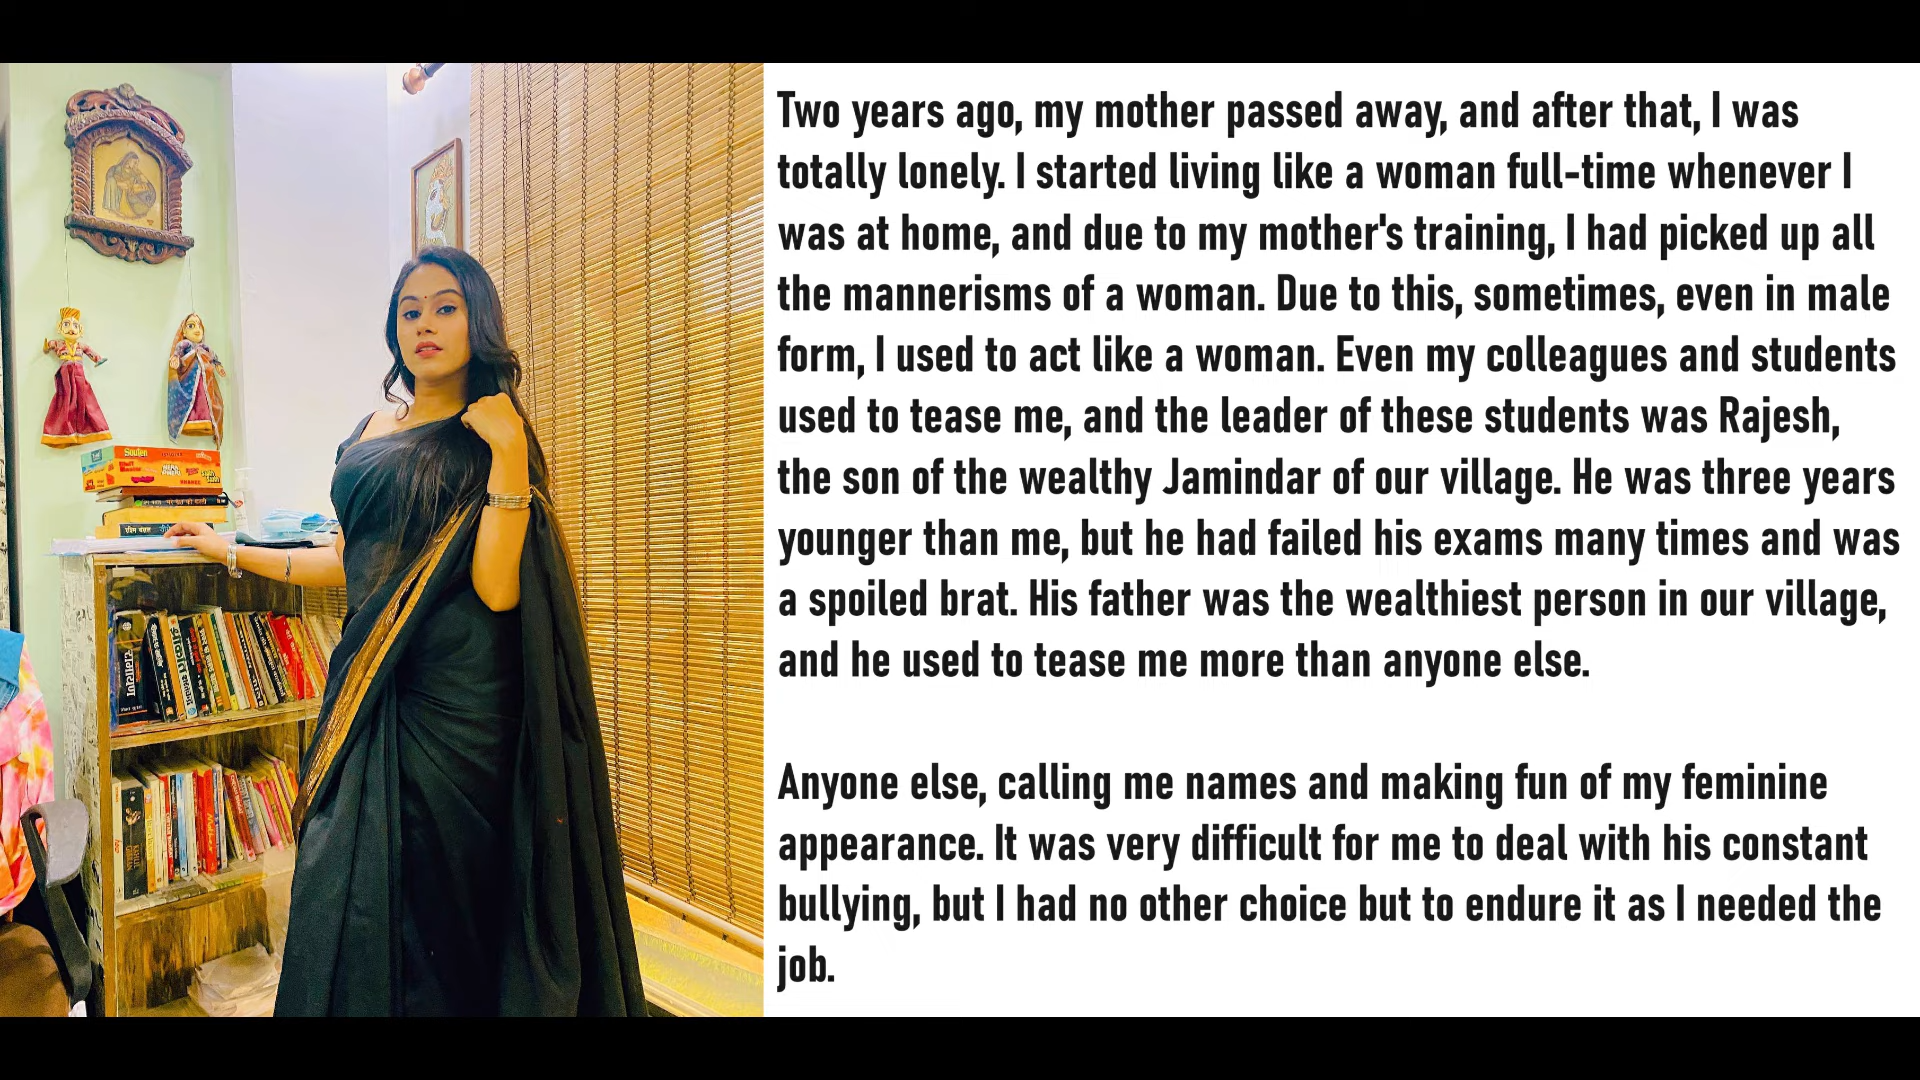 Two years ago, my mother passed away, and after that, I was
totally lonely. I started living like a woman full-time whenever I
was at home, and due to my mother's training, I had picked up all
the mannerisms of a woman. Due to this, sometimes, even in male
form, I used to act like a woman. Even my colleagues and students
used to tease me, and the leader of these students was Rajesh,
the son of the wealthy Jamindar of our village. He was three years
younger than me, but he had failed his exams many times and was
a spoiled brat. His father was the wealthiest person in our village,
and he used to tease me more than anyone else.
Anyone else, calling me names and making fun of my feminine
appearance. It was very difficult for me to deal with his constant
bullying, but I had no other choice but to endure it as I needed the
job.